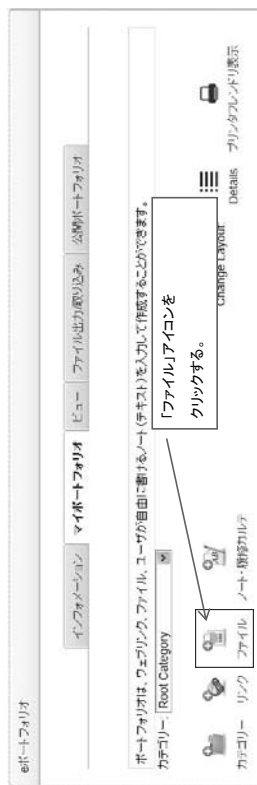 eポートフォリオ
インフォメーション マイポートフォリオ ビュー ファイル出力/取り込み 公開ポートフォリオ
ポートフォリオは、ウェブリンク、ファイル、ユーザが自由に書けるノート(テキスト)を入力して作成することができます。
カテゴリー: Root Category
「ファイル」アイコンを
クリックする。
Change Layout:
カテゴリー リンク ファイル ノート・履修カルテ Details プリンタフレンドリ表示